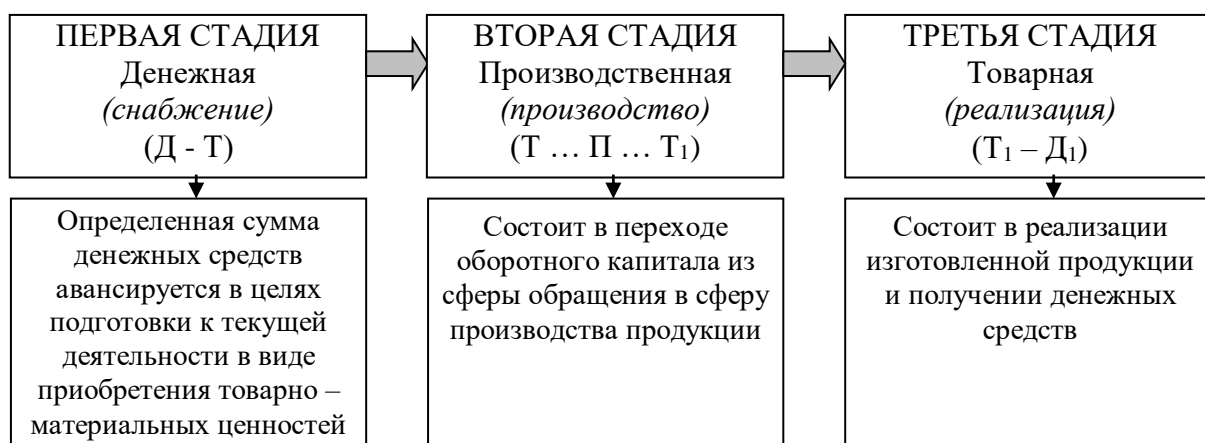 ПЕРВАЯ СТАДИЯ
Денежная
(снабжение)
(Д - Т)
ВТОРАЯ СТАДИЯ
Производственная
(производство)
(Т … П … Т₁)
ТРЕТЬЯ СТАДИЯ
Товарная
(реализация)
(Т₁ – Д₁)
Определенная сумма
денежных средств
авансируется в целях
подготовки к текущей
деятельности в виде
приобретения товарно –
материальных ценностей
Состоит в переходе
оборотного капитала из
сферы обращения в сферу
производства продукции
Состоит в реализации
изготовленной продукции
и получении денежных
средств